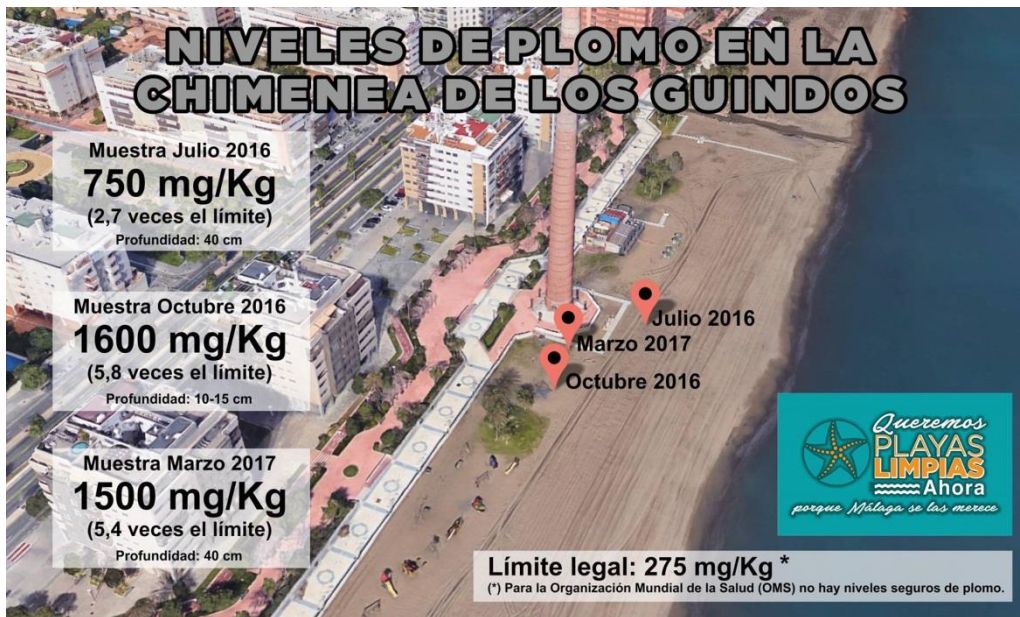 NIVELES DE PLOMO EN LA
CHIMENEA DE LOS GUINDOS
Muestra Julio 2016
750 mg/Kg
(2,7 veces el límite)
Profundidad: 40 cm
Muestra Octubre 2016
1600 mg/Kg
(5,8 veces el límite)
Profundidad: 10-15 cm
Muestra Marzo 2017
1500 mg/Kg
(5,4 veces el límite)
Profundidad: 40 cm
Julio 2016
Marzo 2017
Octubre 2016
Queremos
PLAYAS
LIMPIAS
Ahora
porque Málaga se las merece
Límite legal: 275 mg/Kg *
(*) Para la Organización Mundial de la Salud (OMS) no hay niveles seguros de plomo.